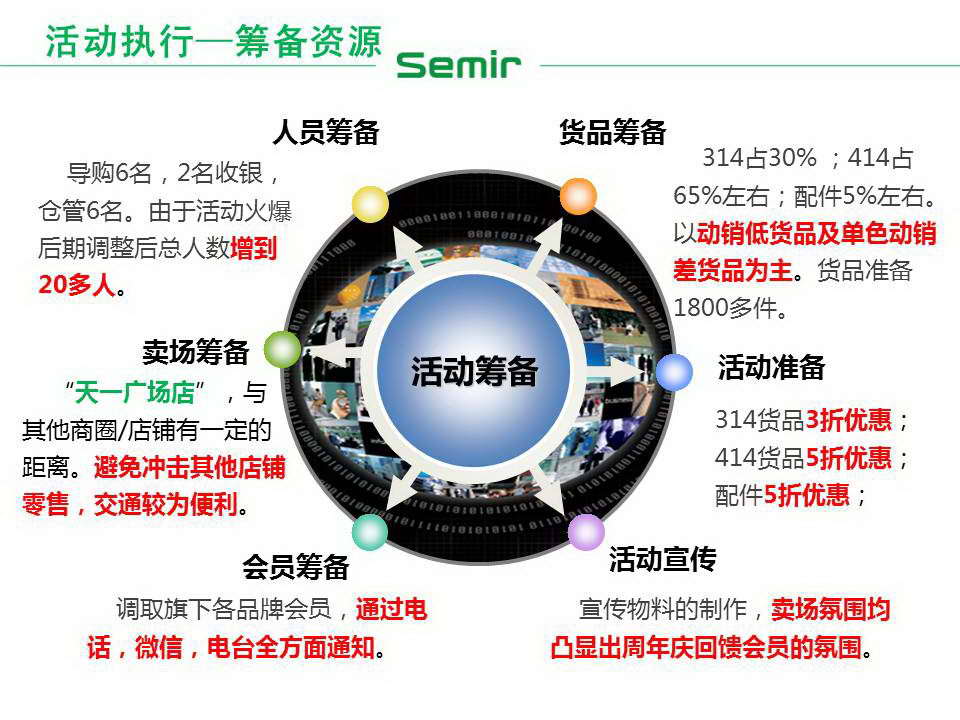 活动执行—筹备资源
Semir
人员筹备
导购6名，2名收银，
仓管6名。由于活动火爆
后期调整后总人数增到
20多人。
货品筹备
314占30% ；414占
65%左右；配件5%左右。
以动销低货品及单色动销
差货品为主。货品准备
1800多件。
卖场筹备
“天一广场店”，与
其他商圈/店铺有一定的
距离。避免冲击其他店铺
零售，交通较为便利。
活动筹备
活动准备
314货品3折优惠；
414货品5折优惠；
配件5折优惠；
会员筹备
调取旗下各品牌会员，通过电
话，微信，电台全方面通知。
活动宣传
宣传物料的制作，卖场氛围均
凸显出周年庆回馈会员的氛围。